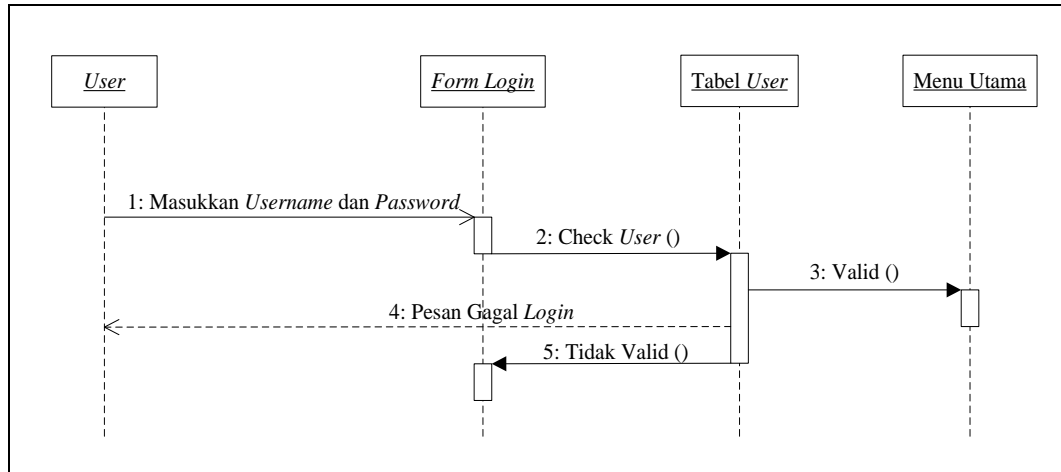 User
Form Login
Tabel User
Menu Utama
1: Masukkan Username dan Password
2: Check User ()
3: Valid ()
4: Pesan Gagal Login
5: Tidak Valid ()